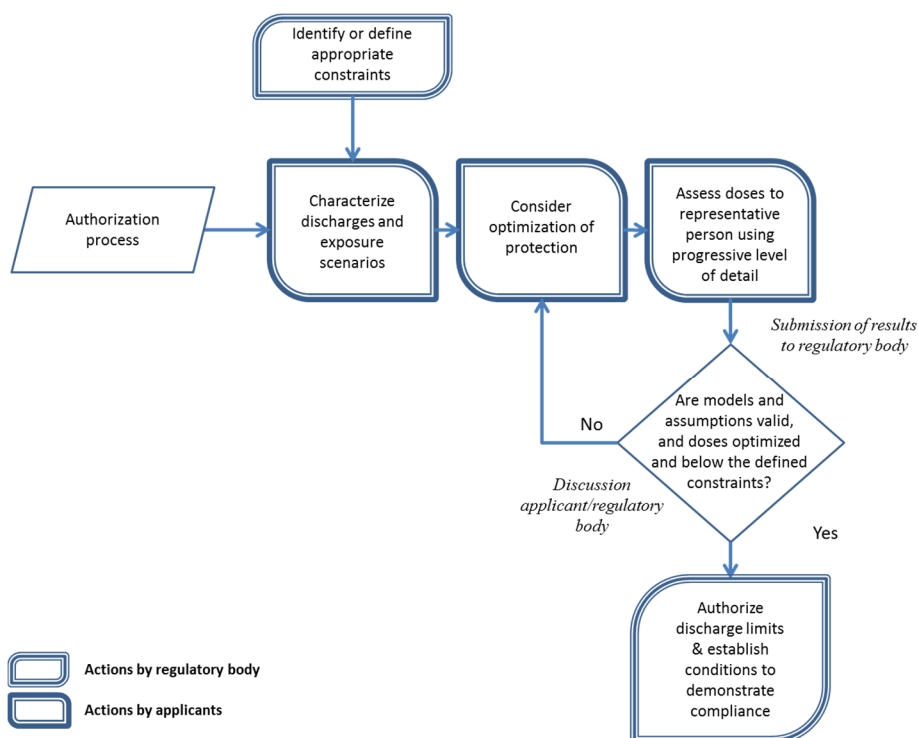 Identify or define
appropriate
constraints
Authorization
process
Characterize
discharges and
exposure
scenarios
Consider
optimization of
protection
Assess doses to
representative
person using
progressive level
of detail
Submission of results
to regulatory body
Are models and
assumptions valid,
and doses optimized
and below the defined
constraints?
No
Discussion
applicant/regulatory
body
Yes
Authorize
discharge limits
& establish
conditions to
demonstrate
compliance
Actions by regulatory body
Actions by applicants